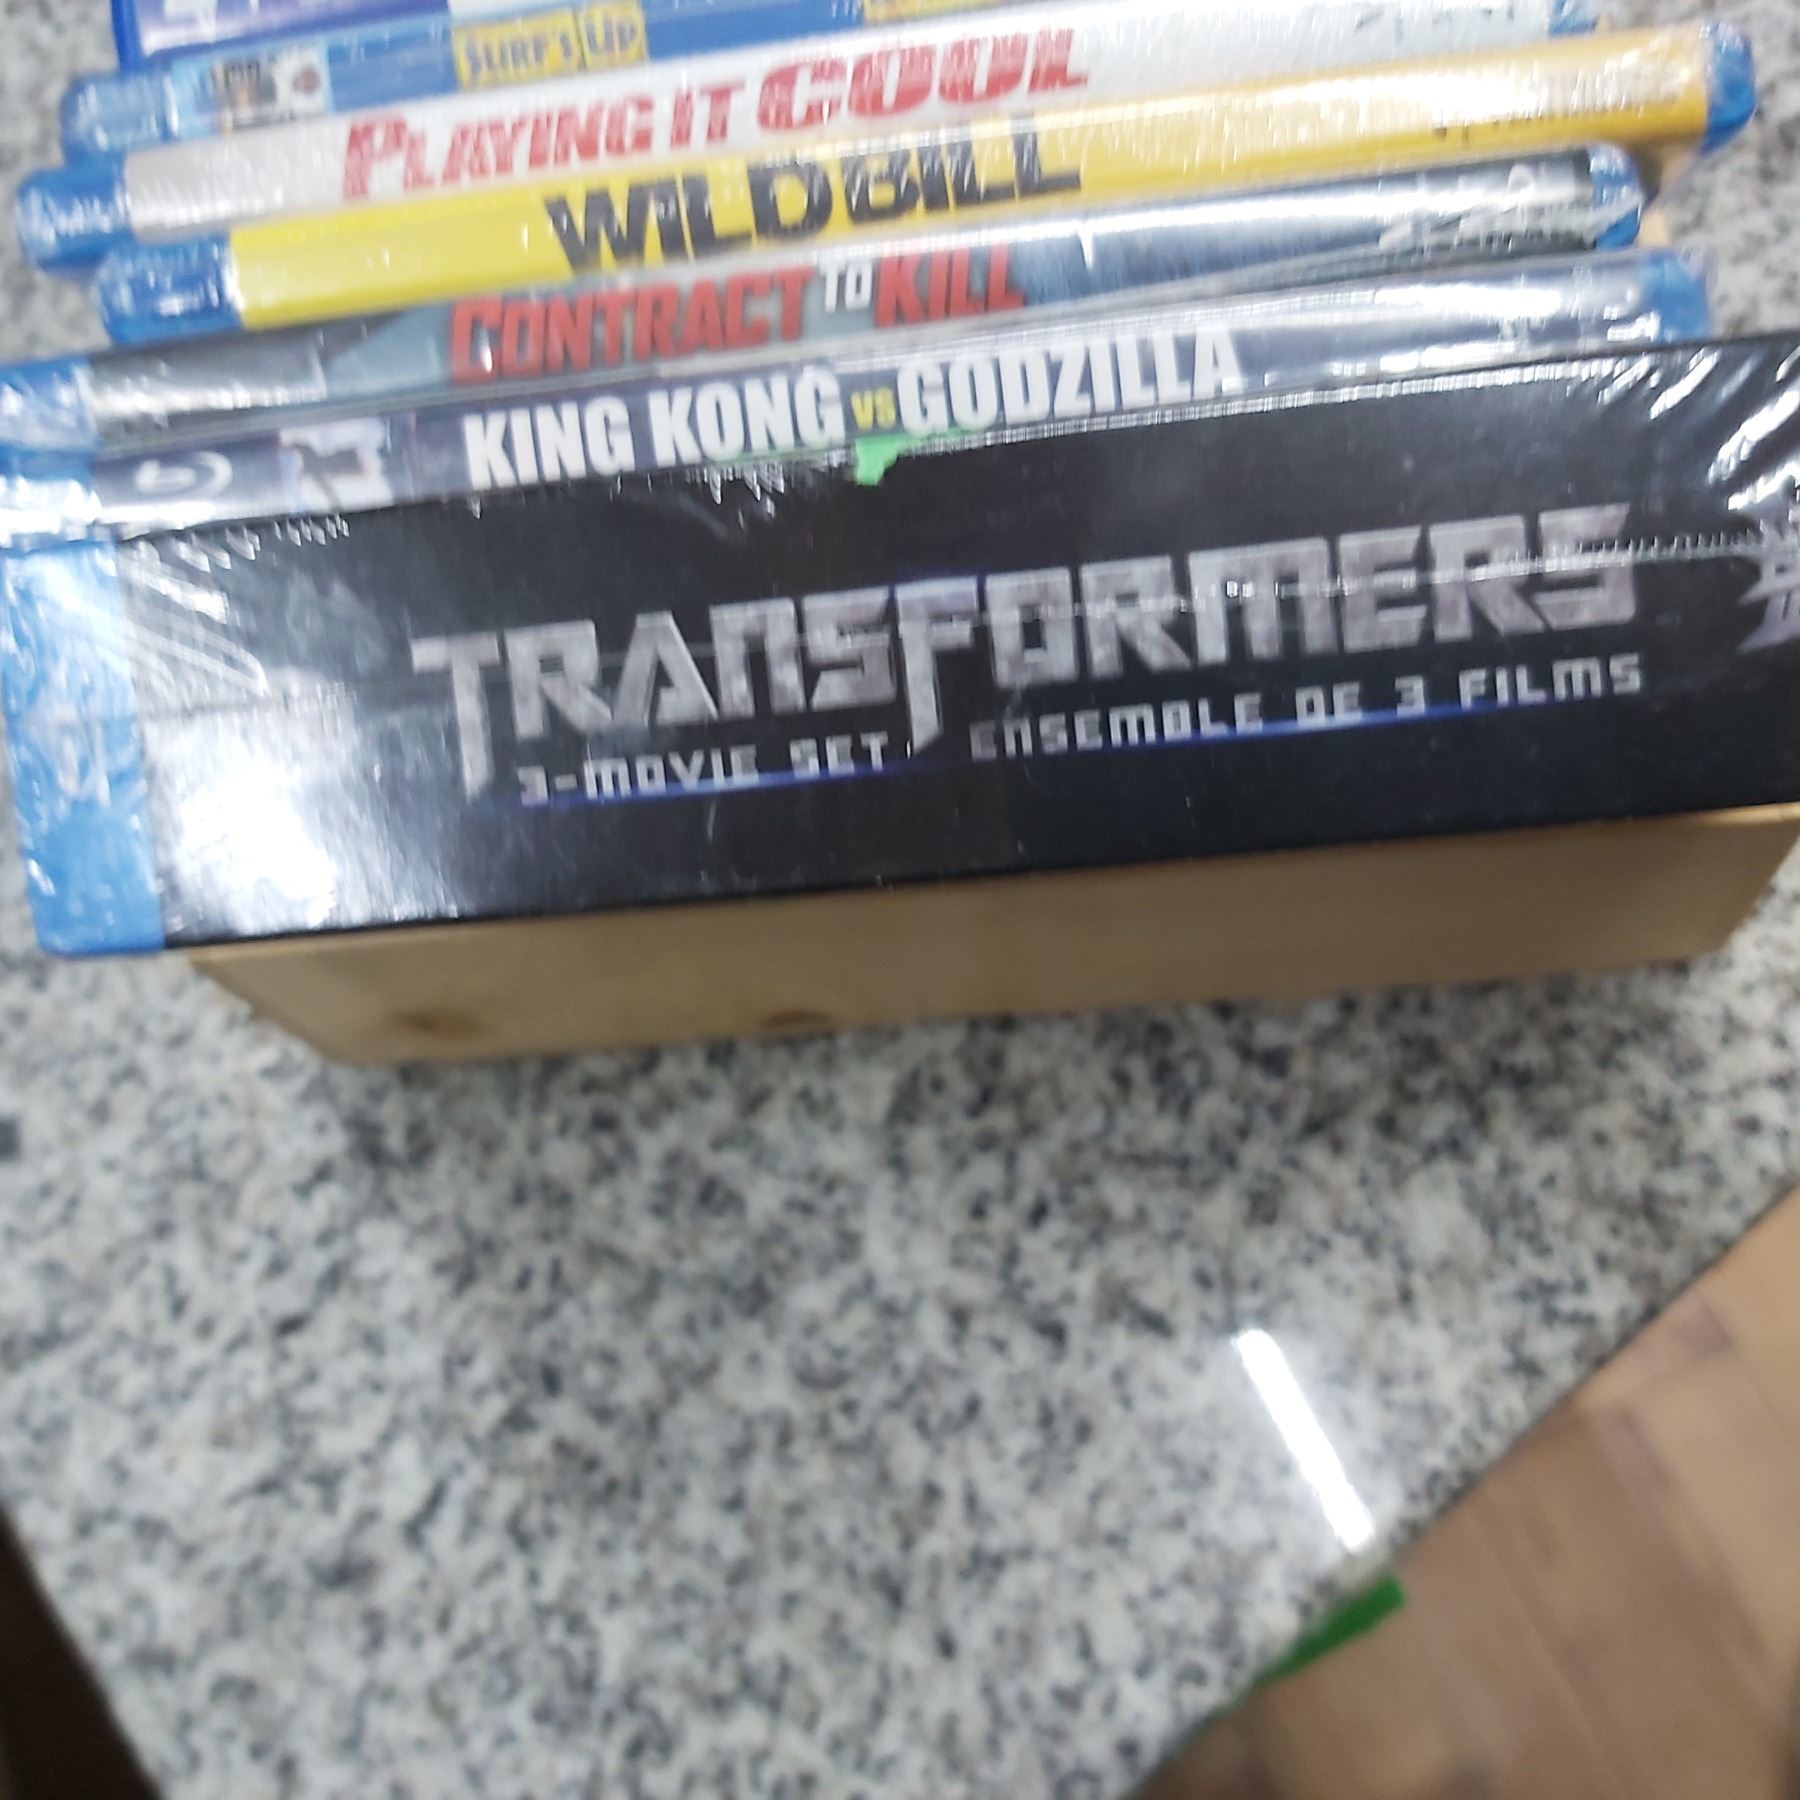 SURF'S UP
PLAYING IT COOL
WILD BILL
CONTRACT TO KILL
KING KONG VS GODZILLA
TRANSFORMERS
3-MOVIE SET ENSEMBLE DE 3 FILMS